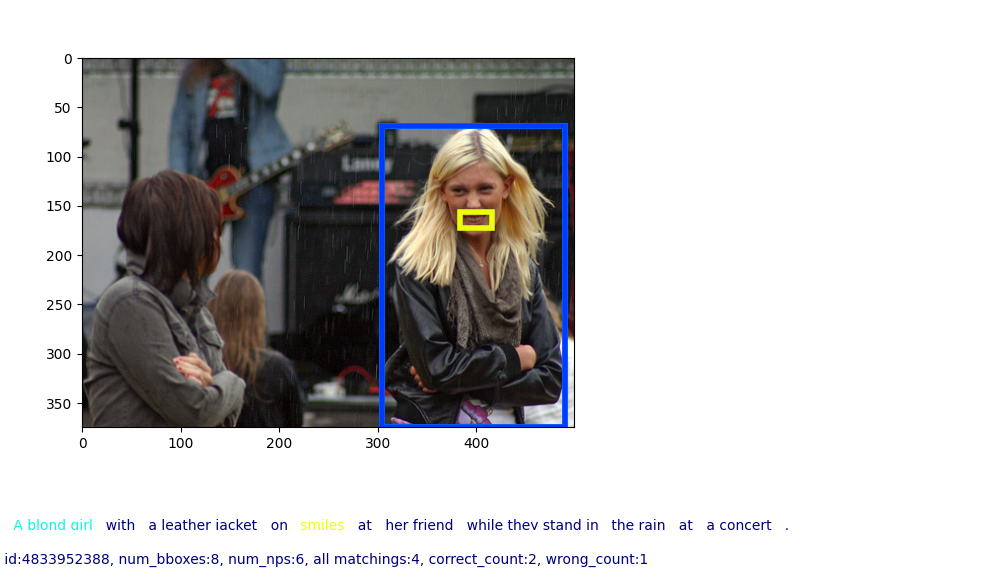 0
50
100
150
200
250
300
350
0 100 200 300 400
Laney
A blond girl with a leather jacket on smiles at her friend while they stand in the rain at a concert .
id:4833952388, num_bboxes:8, num_nps:6, all matchings:4, correct_count:2, wrong_count:1